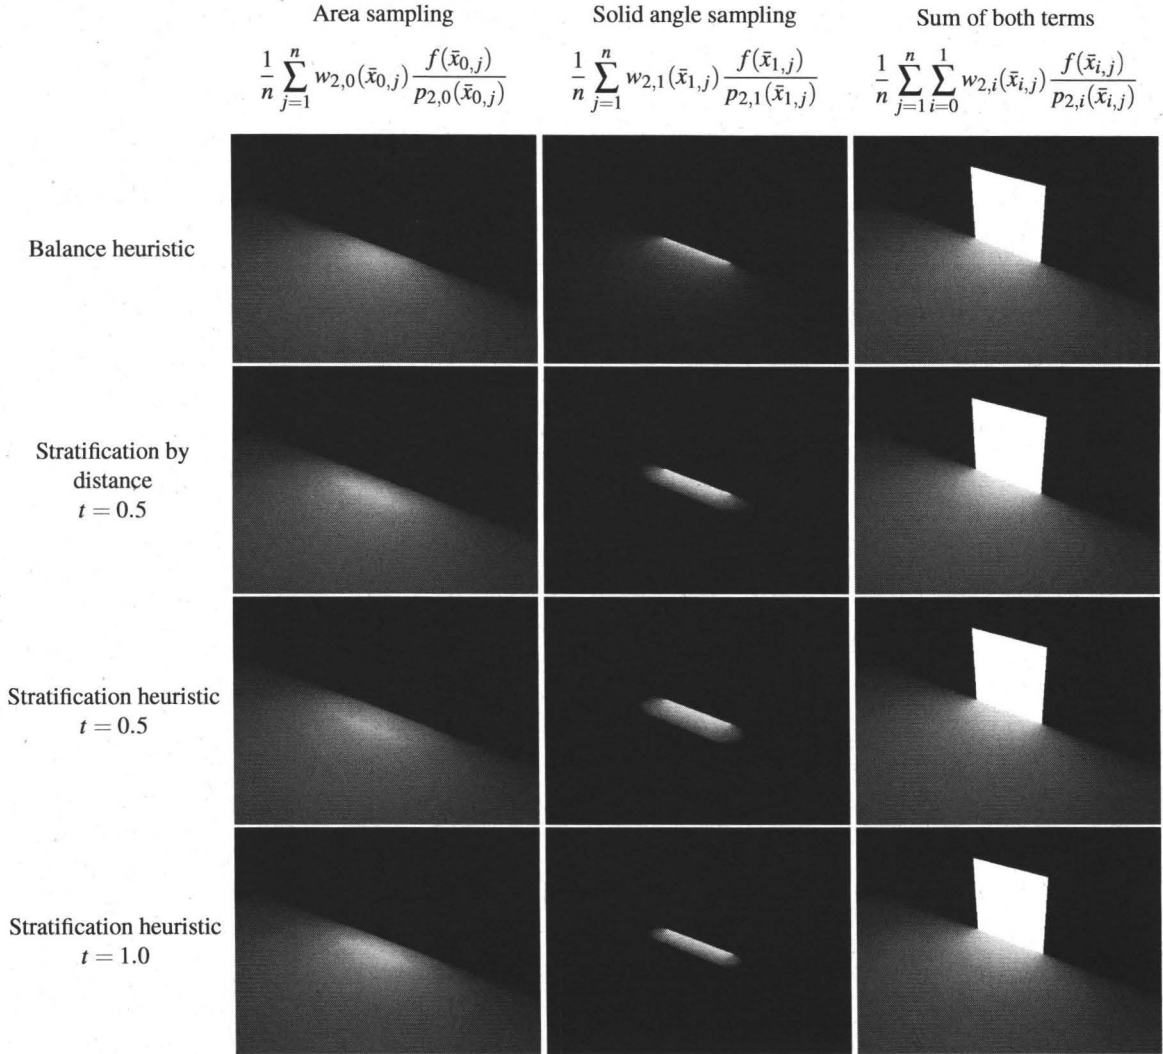 Area sampling
Solid angle sampling
Sum of both terms
$\frac{1}{n} \sum_{j=1}^{n} w_{2,0}(\bar{x}_{0,j}) \frac{f(\bar{x}_{0,j})}{p_{2,0}(\bar{x}_{0,j})}$
$\frac{1}{n} \sum_{j=1}^{n} w_{2,1}(\bar{x}_{1,j}) \frac{f(\bar{x}_{1,j})}{p_{2,1}(\bar{x}_{1,j})}$
$\frac{1}{n} \sum_{j=1}^{n} \sum_{i=0}^{1} w_{2,i}(\bar{x}_{i,j}) \frac{f(\bar{x}_{i,j})}{p_{2,i}(\bar{x}_{i,j})}$
Balance heuristic
Stratification by
distance
t = 0.5
Stratification heuristic
t = 0.5
Stratification heuristic
t = 1.0